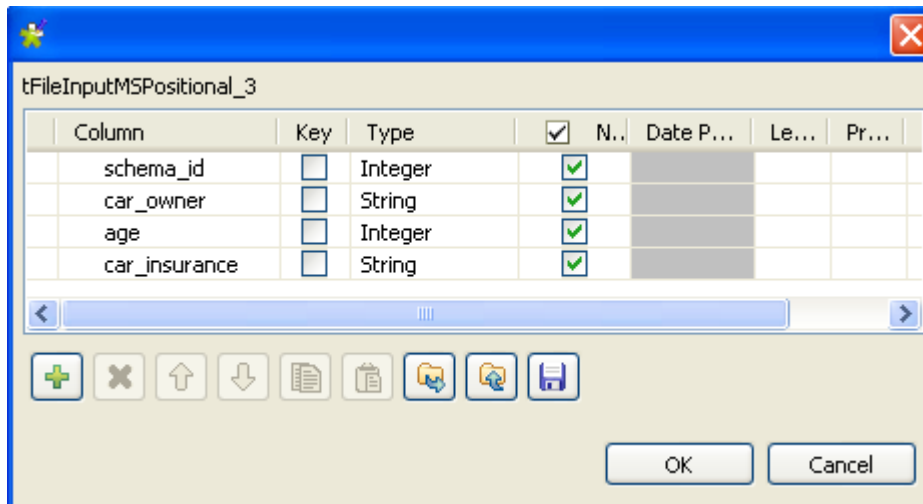 tFileInputMSPositional_3
Column Key Type N.. Date P... Le... Pr...
schema_id Integer
car_owner String
age Integer
car_insurance String
OK Cancel